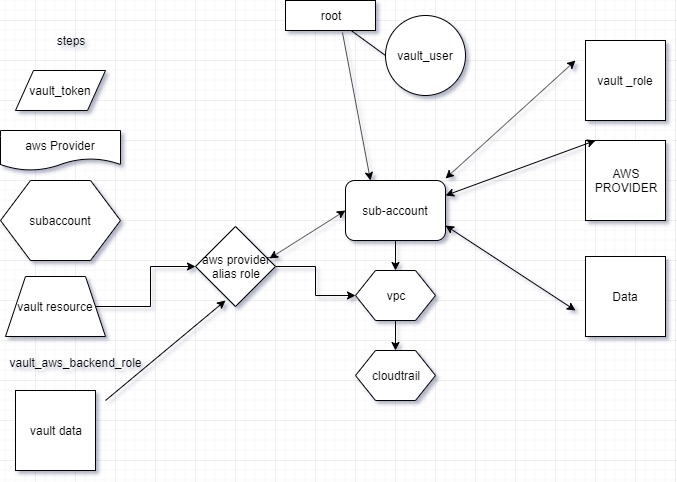 root
steps
vault_user
vault_token
vault _role
aws Provider
AWS
PROVIDER
subaccount
sub-account
aws provider
alias role
vault resource
vpc
Data
vault_aws_backend_role
cloudtrail
vault data